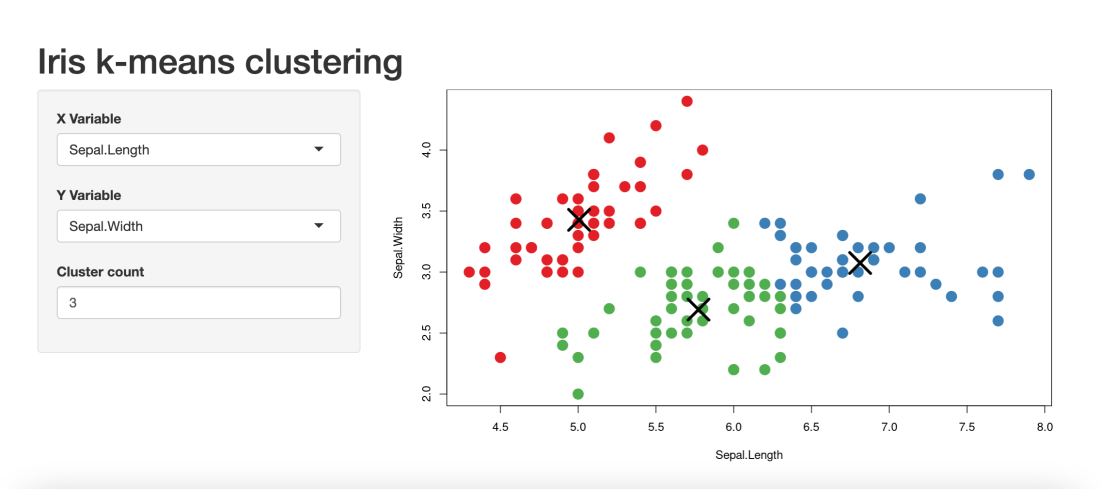 Iris k-means clustering
X Variable
Sepal.Length
Y Variable
Sepal.Width
Cluster count
3
Sepal.Width
4.0
3.5
3.0
2.5
2.0
4.5 5.0 5.5 6.0 6.5 7.0 7.5 8.0
Sepal.Length